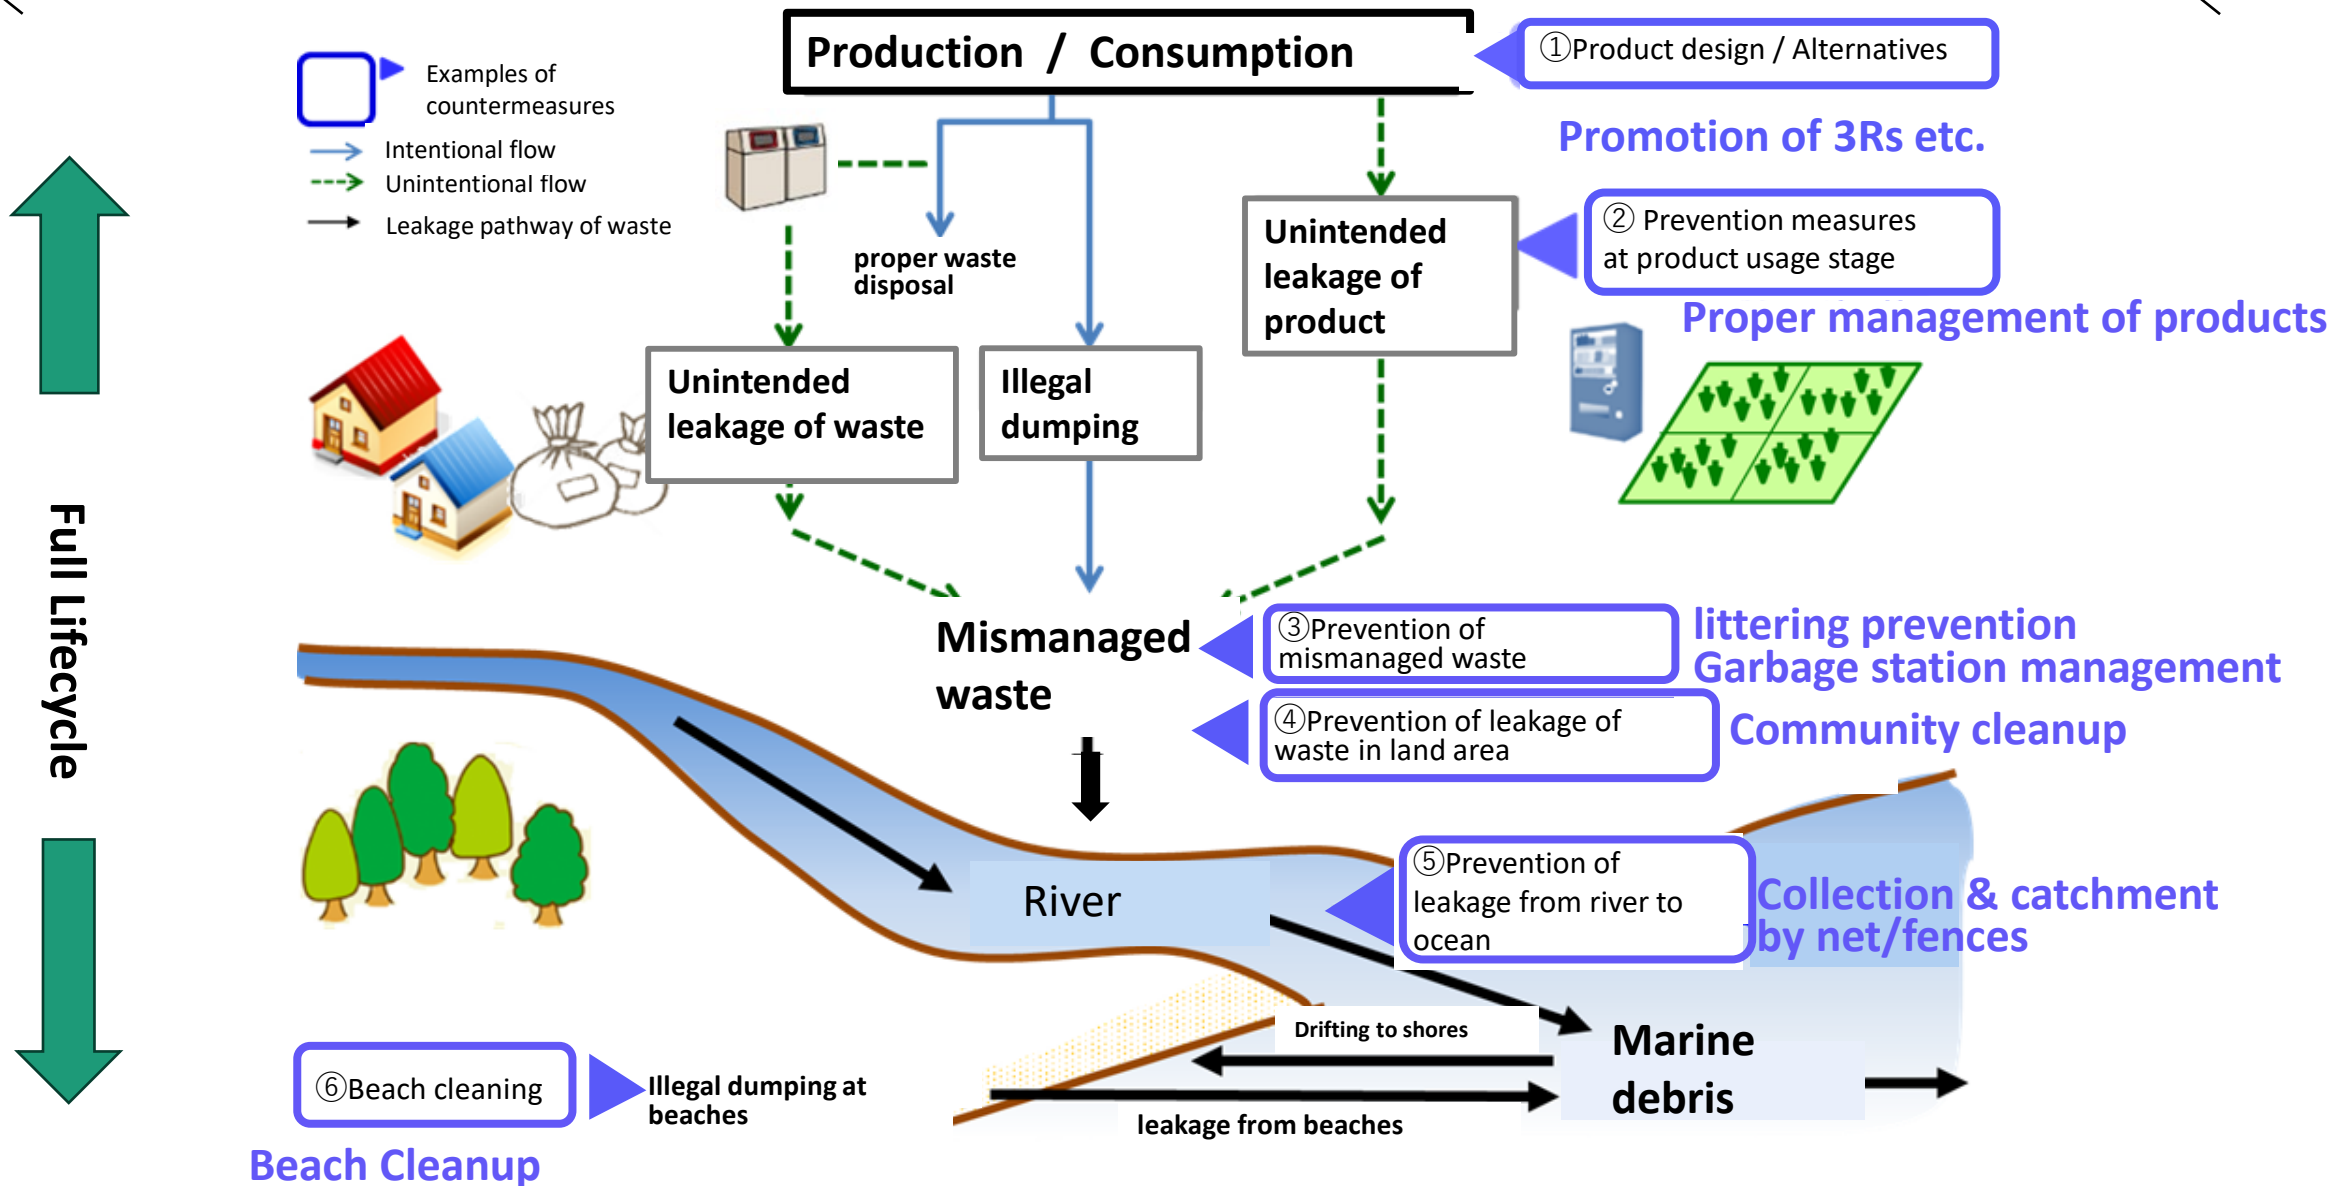 Production / Consumption
①Product design / Alternatives
Examples of
countermeasures
Intentional flow
Unintentional flow
Leakage pathway of waste
Promotion of 3Rs etc.
proper waste
disposal
Unintended
leakage of
product
② Prevention measures
at product usage stage
Proper management of products
Unintended
leakage of waste
Illegal
dumping
Full Lifecycle
Mismanaged
waste
③Prevention of
mismanaged waste
littering prevention
Garbage station management
④Prevention of leakage of
waste in land area
Community cleanup
River
⑤Prevention of
leakage from river to
ocean
Collection & catchment
by net/fences
Drifting to shores
Marine
debris
leakage from beaches
⑥Beach cleaning
Illegal dumping at
beaches
Beach Cleanup